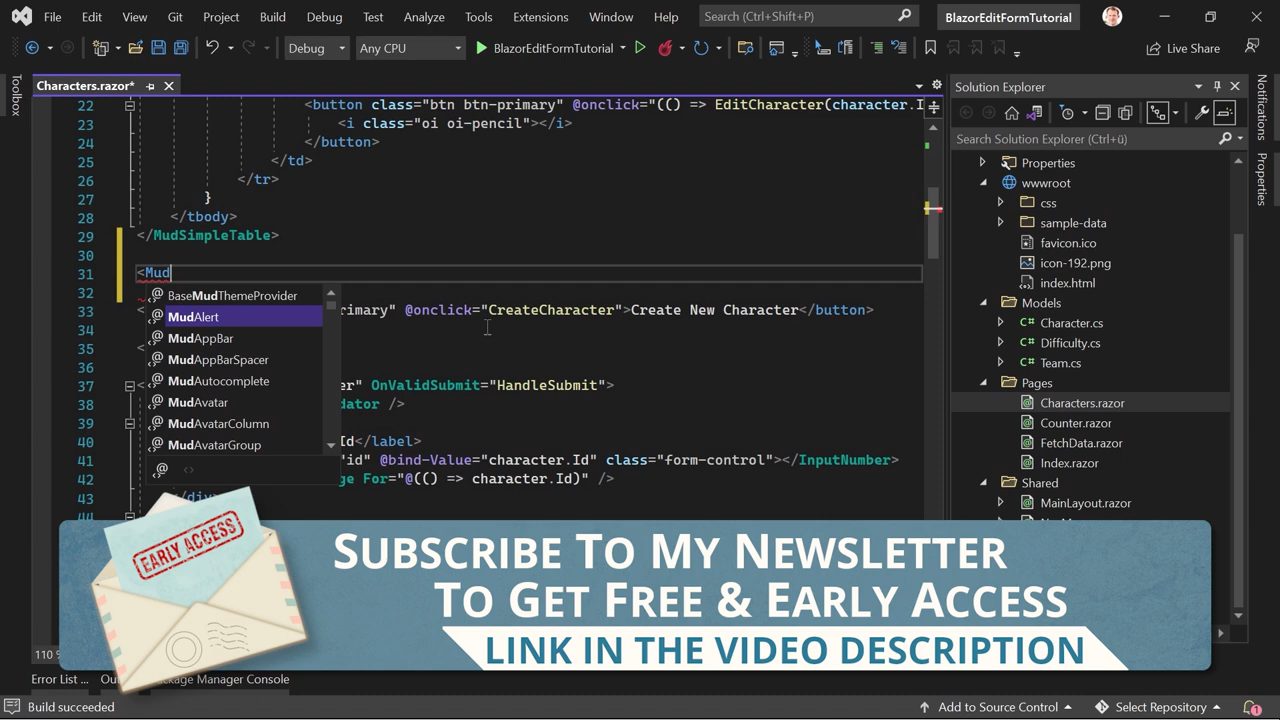 File Edit View Git Project Build Debug Test Analyze Tools Extensions Window Help Search (Ctrl+Shift+P) BlazorEditFormTutorial
Debug Any CPU BlazorEditFormTutorial Live Share
Toolbox
Characters.razor*
22 <button class="btn btn-primary" @onclick="(() => EditCharacter(character.I
23 <i class="oi oi-pencil"></i>
24 </button>
25 </td>
26 </tr>
27 }
28 </tbody>
29 </MudSimpleTable>
30
31 <Mud
32
33 < rimary" @onclick="CreateCharacter">Create New Character</button>
35 <
36
37 < er" OnValidSubmit="HandleSubmit">
38 dator />
39
40 Id</label>
41 "id" @bind-Value="character.Id" class="form-control"></InputNumber>
42 ge For="@(() => character.Id)" />
43 </div>
44
BaseMudThemeProvider
MudAlert
MudAppBar
MudAppBarSpacer
MudAutocomplete
MudAvatar
MudAvatarColumn
MudAvatarGroup
Solution Explorer
Search Solution Explorer (Ctrl+ü)
Properties
wwwroot
css
sample-data
favicon.ico
icon-192.png
index.html
Models
Character.cs
Difficulty.cs
Team.cs
Pages
Characters.razor
Counter.razor
FetchData.razor
Index.razor
Shared
MainLayout.razor
Notifications
Properties
EARLY ACCESS
SUBSCRIBE TO MY NEWSLETTER
TO GET FREE & EARLY ACCESS
LINK IN THE VIDEO DESCRIPTION
110 %
Error List ... Ou Package Manager Console
Build succeeded Add to Source Control Select Repository 1